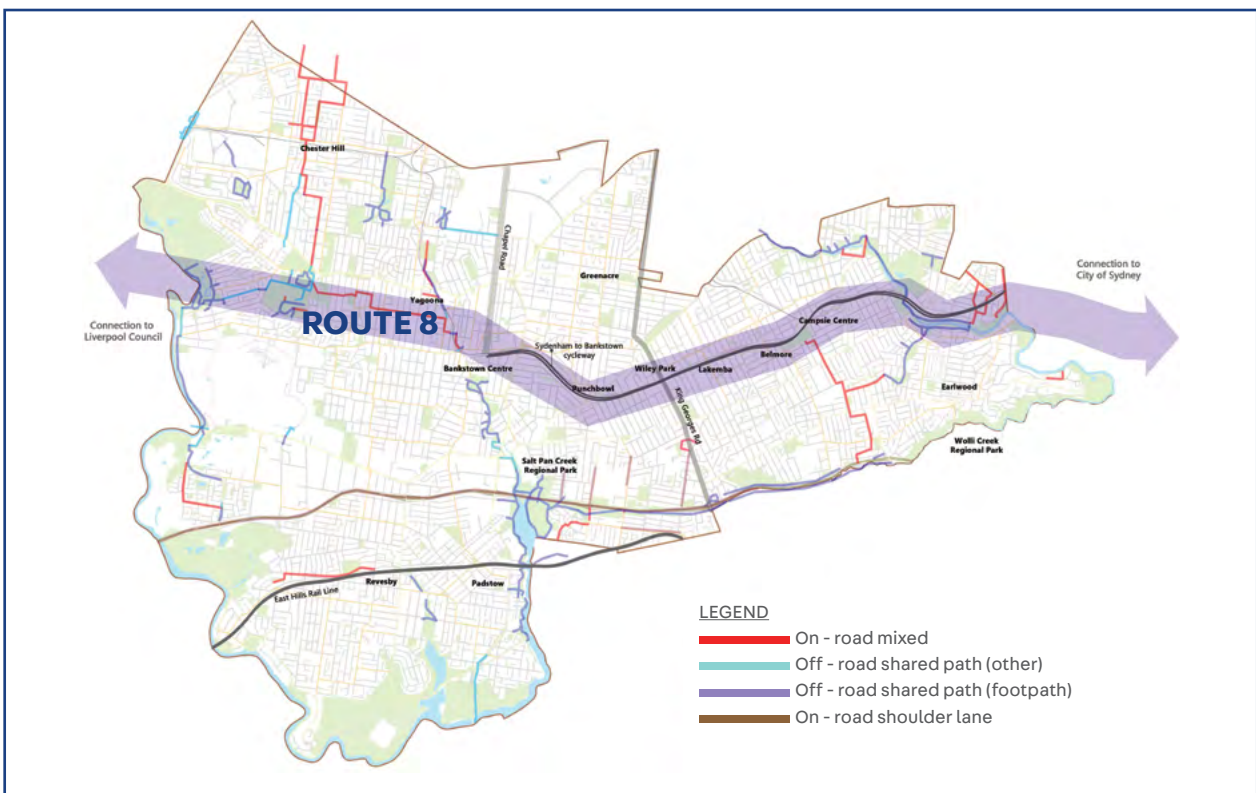 Chester Hill
Chapel Road
Greenacre
Connection to
City of Sydney
Yagoona
ROUTE 8
Connection to
Liverpool Council
Campsie Centre
Sydenham to Bankstown
cycleway
Bankstown Centre
Wiley Park
Lakemba
Belmore
Punchbowl
King Georges Rd
Earlwood
Wolli Creek
Regional Park
Salt Pan Creek
Regional Park
Revesby
Padstow
East Hills Rail Line
LEGEND
On - road mixed
Off - road shared path (other)
Off - road shared path (footpath)
On - road shoulder lane